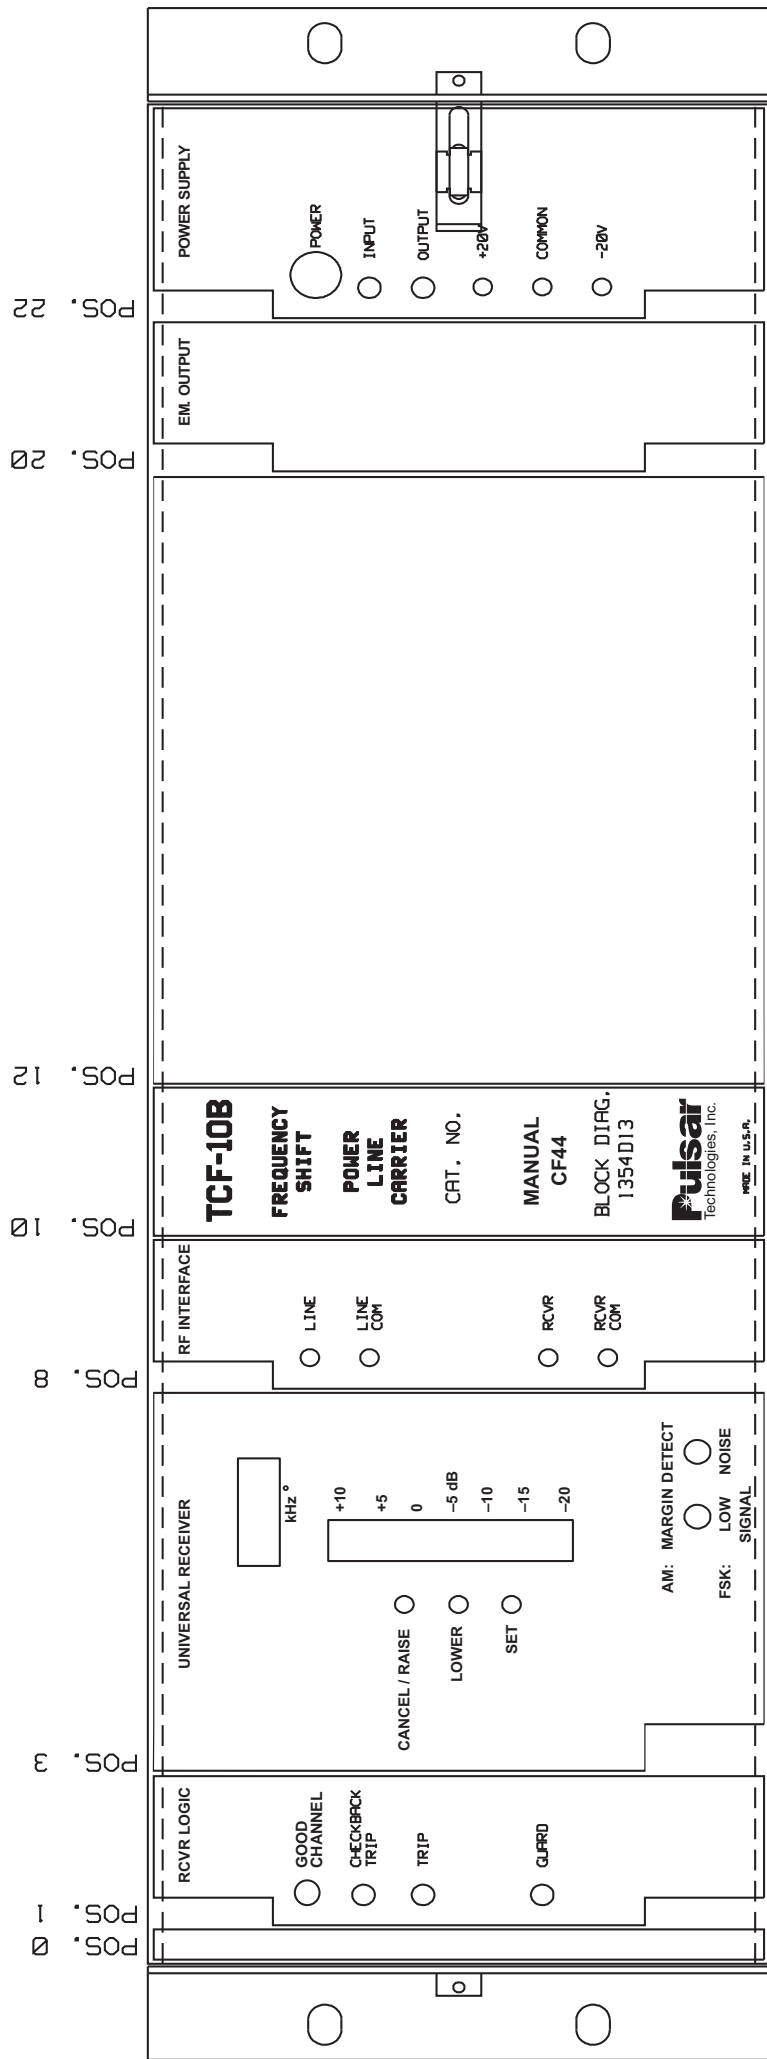 POWER SUPPLY
POWER
INPUT
OUTPUT
+20V
COMMON
-20V
POS. 22
EM. OUTPUT
POS. 20
POS. 12
TCF-10B
FREQUENCY
SHIFT
POWER
LINE
CARRIER
CAT. NO.
MANUAL
CF44
BLOCK DIAG.
1354D13
Pulsar
Technologies, Inc.
MADE IN U.S.A.
POS. 10
RF INTERFACE
LINE
LINE
COM
RCVR
RCVR
COM
POS. 8
UNIVERSAL RECEIVER
kHz °
+10
+5
0
–5 dB
–10
–15
–20
CANCEL / RAISE
LOWER
SET
AM: MARGIN DETECT
FSK: LOW NOISE
SIGNAL
POS. 3
RCVR LOGIC
GOOD
CHANNEL
CHECKBACK
TRIP
TRIP
GUARD
POS. 1
POS. 0